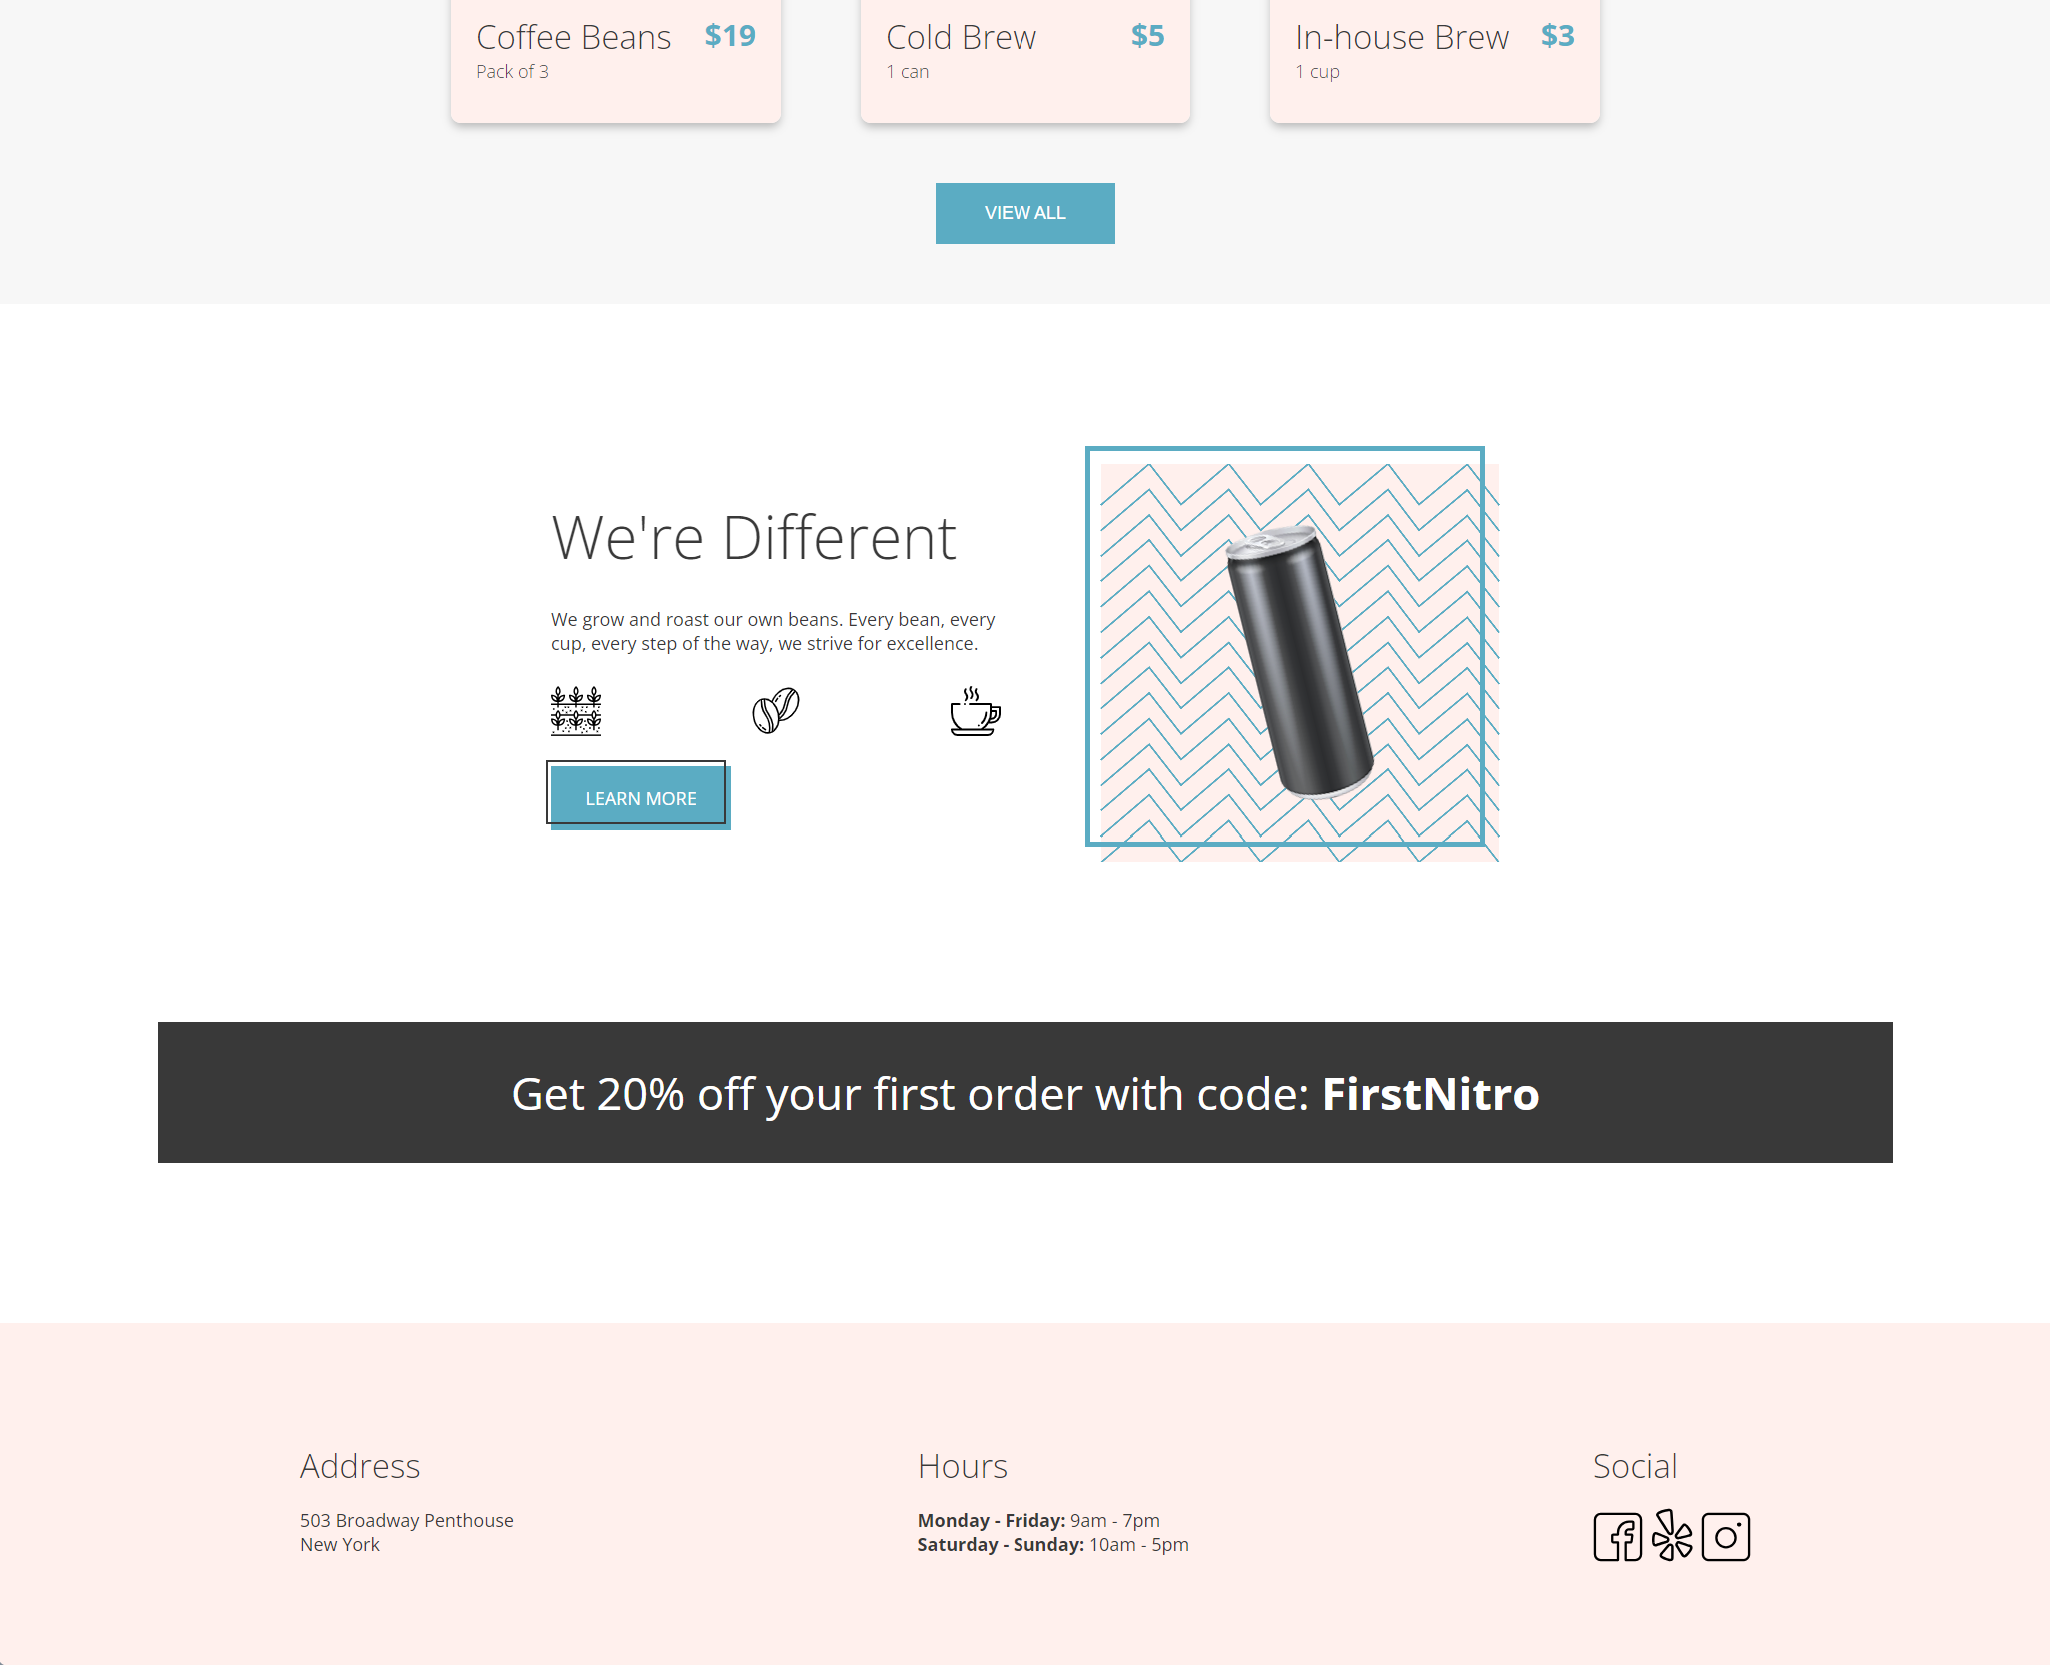 Coffee Beans $19
Pack of 3
Cold Brew $5
1 can
In-house Brew $3
1 cup
VIEW ALL
We're Different
We grow and roast our own beans. Every bean, every
cup, every step of the way, we strive for excellence.
LEARN MORE
Get 20% off your first order with code: FirstNitro
Address
503 Broadway Penthouse
New York
Hours
Monday - Friday: 9am - 7pm
Saturday - Sunday: 10am - 5pm
Social